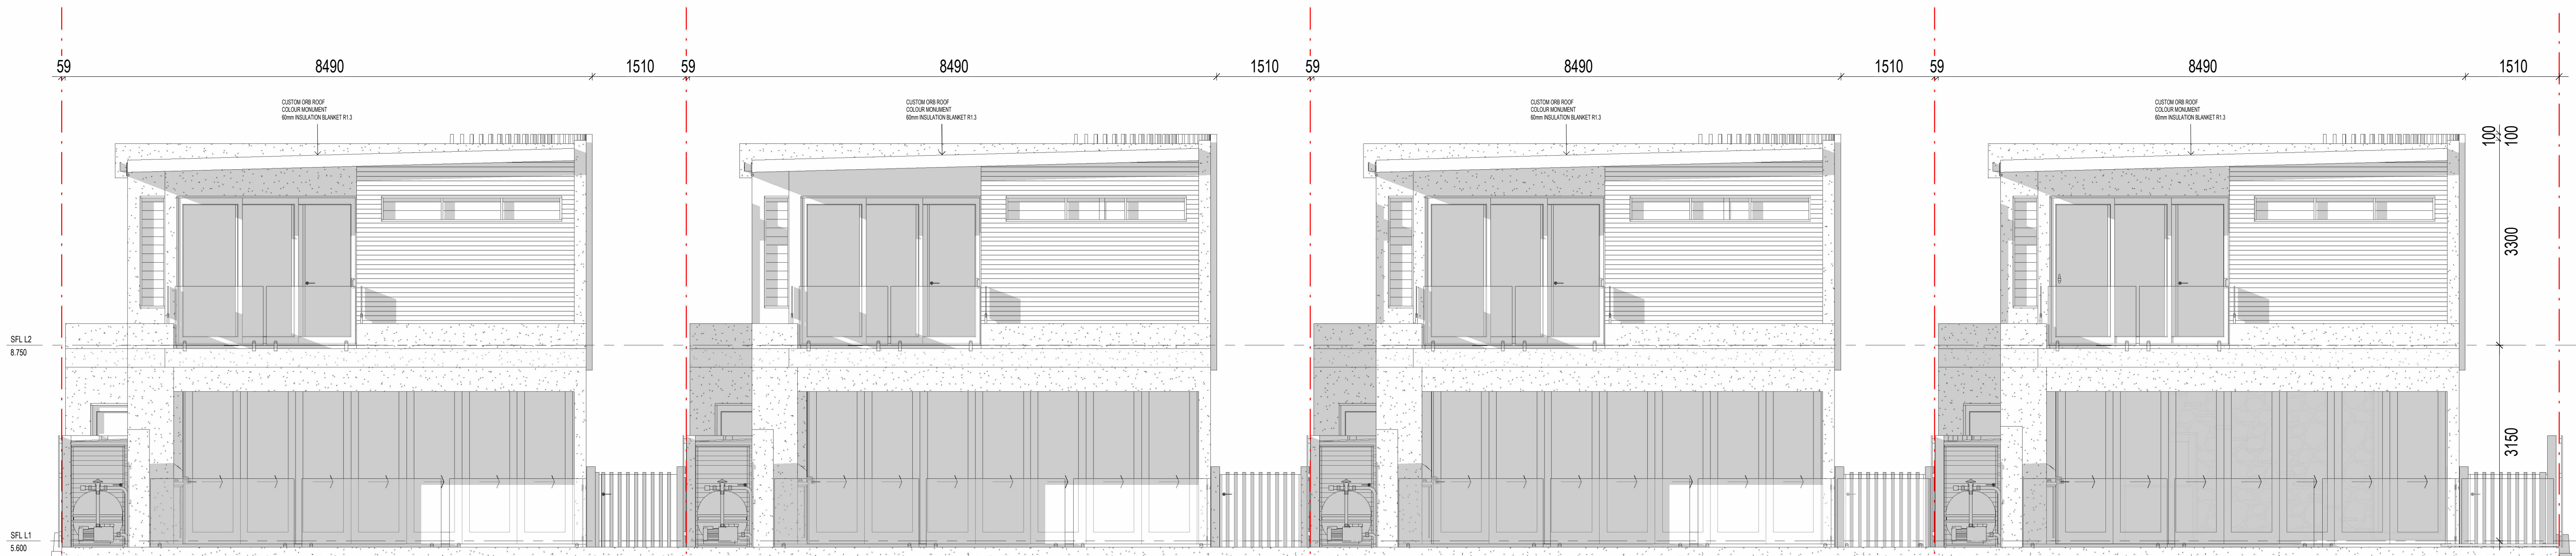 59 8490 1510 59 8490 1510 59 8490 1510 59 8490 1510
CUSTOM ORB ROOF
COLOUR MONUMENT
60mm INSULATION BLANKET R1.3
CUSTOM ORB ROOF
COLOUR MONUMENT
60mm INSULATION BLANKET R1.3
CUSTOM ORB ROOF
COLOUR MONUMENT
60mm INSULATION BLANKET R1.3
CUSTOM ORB ROOF
COLOUR MONUMENT
60mm INSULATION BLANKET R1.3
100
100
3300
SFL L2
8.750
3150
SFL L1
5.600